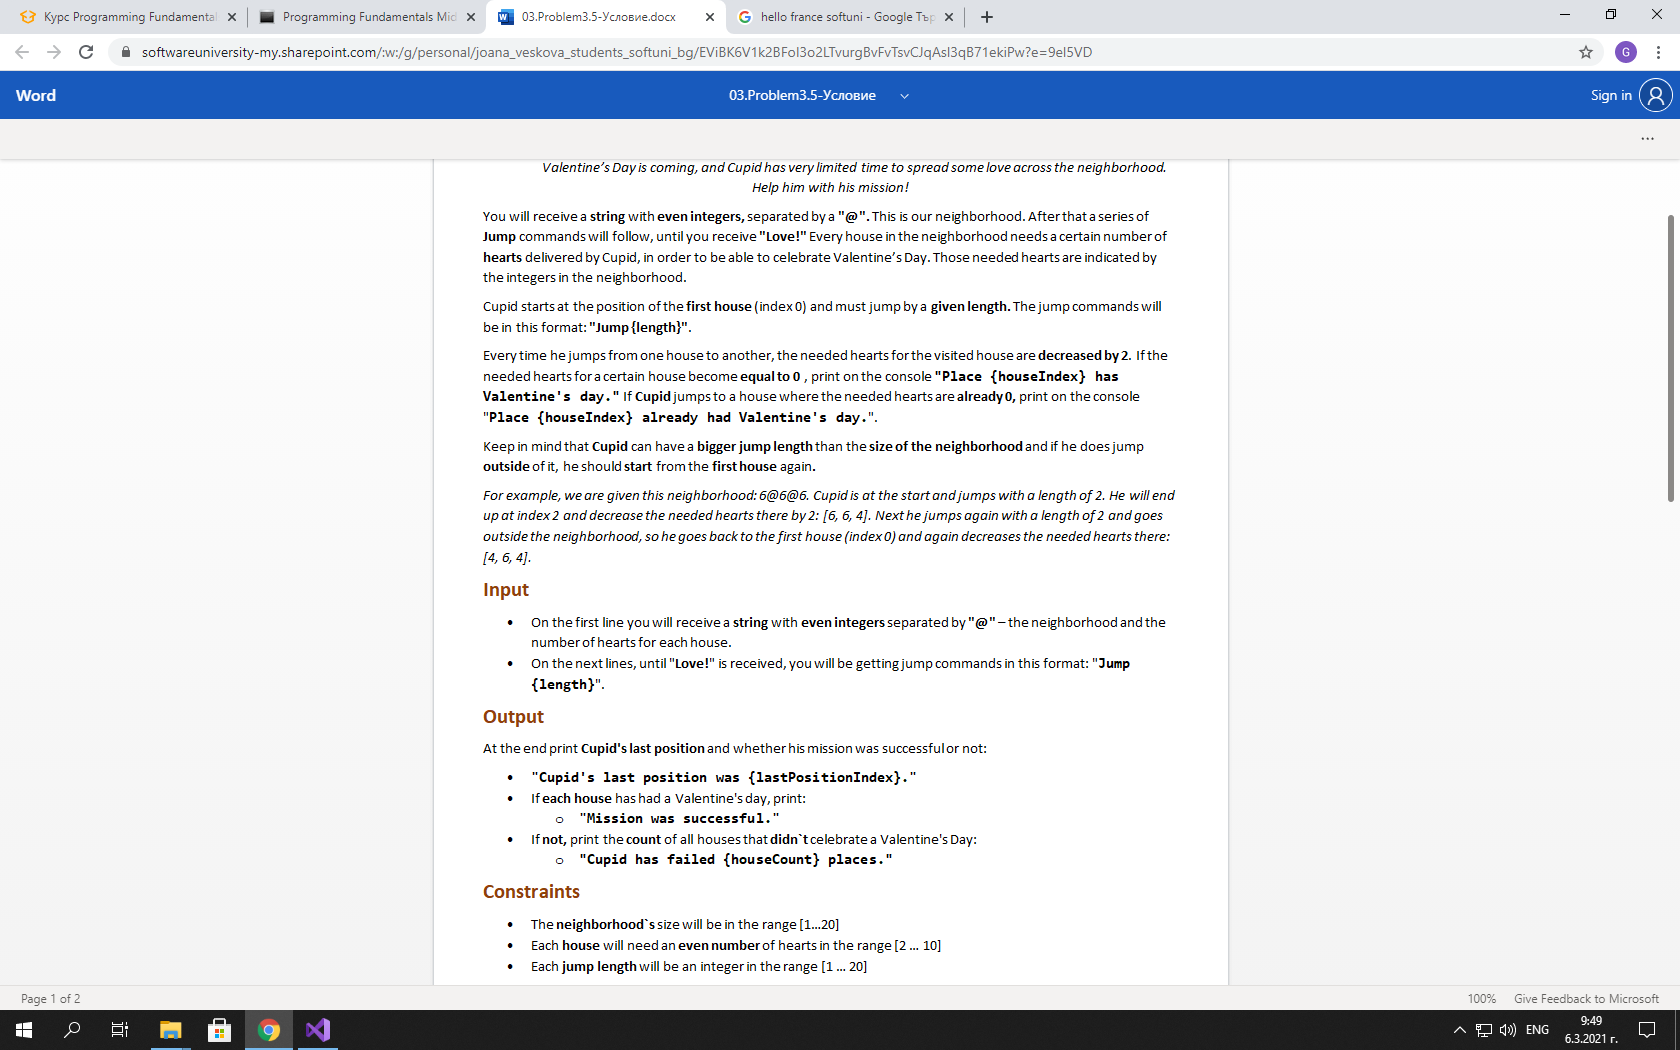 Курс Programming Fundamental
Programming Fundamentals Mid
03.Problem3.5-Условие.docx
hello france softuni - Google Тър
softwareuniversity-my.sharepoint.com/:w:/g/personal/joana_veskova_students_softuni_bg/EViBK6V1k2BFoI3o2LTvurgBvFvTsvCJqAsl3qB71ekiPw?e=9eI5VD
G
Word
03.Problem3.5-Условие
Sign in
Valentine's Day is coming, and Cupid has very limited time to spread some love across the neighborhood.
Help him with his mission!
You will receive a string with even integers, separated by a "@". This is our neighborhood. After that a series of
Jump commands will follow, until you receive "Love!" Every house in the neighborhood needs a certain number of
hearts delivered by Cupid, in order to be able to celebrate Valentine's Day. Those needed hearts are indicated by
the integers in the neighborhood.
Cupid starts at the position of the first house (index 0) and must jump by a given length. The jump commands will
be in this format: "Jump {length}".
Every time he jumps from one house to another, the needed hearts for the visited house are decreased by 2. If the
needed hearts for a certain house become equal to 0 , print on the console "Place {houseIndex} has
Valentine's day." If Cupid jumps to a house where the needed hearts are already 0, print on the console
"Place {houseIndex} already had Valentine's day.".
Keep in mind that Cupid can have a bigger jump length than the size of the neighborhood and if he does jump
outside of it, he should start from the first house again.
For example, we are given this neighborhood: 6@6@6. Cupid is at the start and jumps with a length of 2. He will end
up at index 2 and decrease the needed hearts there by 2: [6, 6, 4]. Next he jumps again with a length of 2 and goes
outside the neighborhood, so he goes back to the first house (index 0) and again decreases the needed hearts there:
[4, 6, 4].
Input
• On the first line you will receive a string with even integers separated by "@" – the neighborhood and the
number of hearts for each house.
• On the next lines, until "Love!" is received, you will be getting jump commands in this format: "Jump
{length}".
Output
At the end print Cupid's last position and whether his mission was successful or not:
• "Cupid's last position was {lastPositionIndex}."
• If each house has had a Valentine's day, print:
o "Mission was successful."
• If not, print the count of all houses that didn`t celebrate a Valentine's Day:
o "Cupid has failed {houseCount} places."
Constraints
• The neighborhood`s size will be in the range [1…20]
• Each house will need an even number of hearts in the range [2 … 10]
• Each jump length will be an integer in the range [1 … 20]
Page 1 of 2
100%
Give Feedback to Microsoft
ENG
9:49
6.3.2021 г.